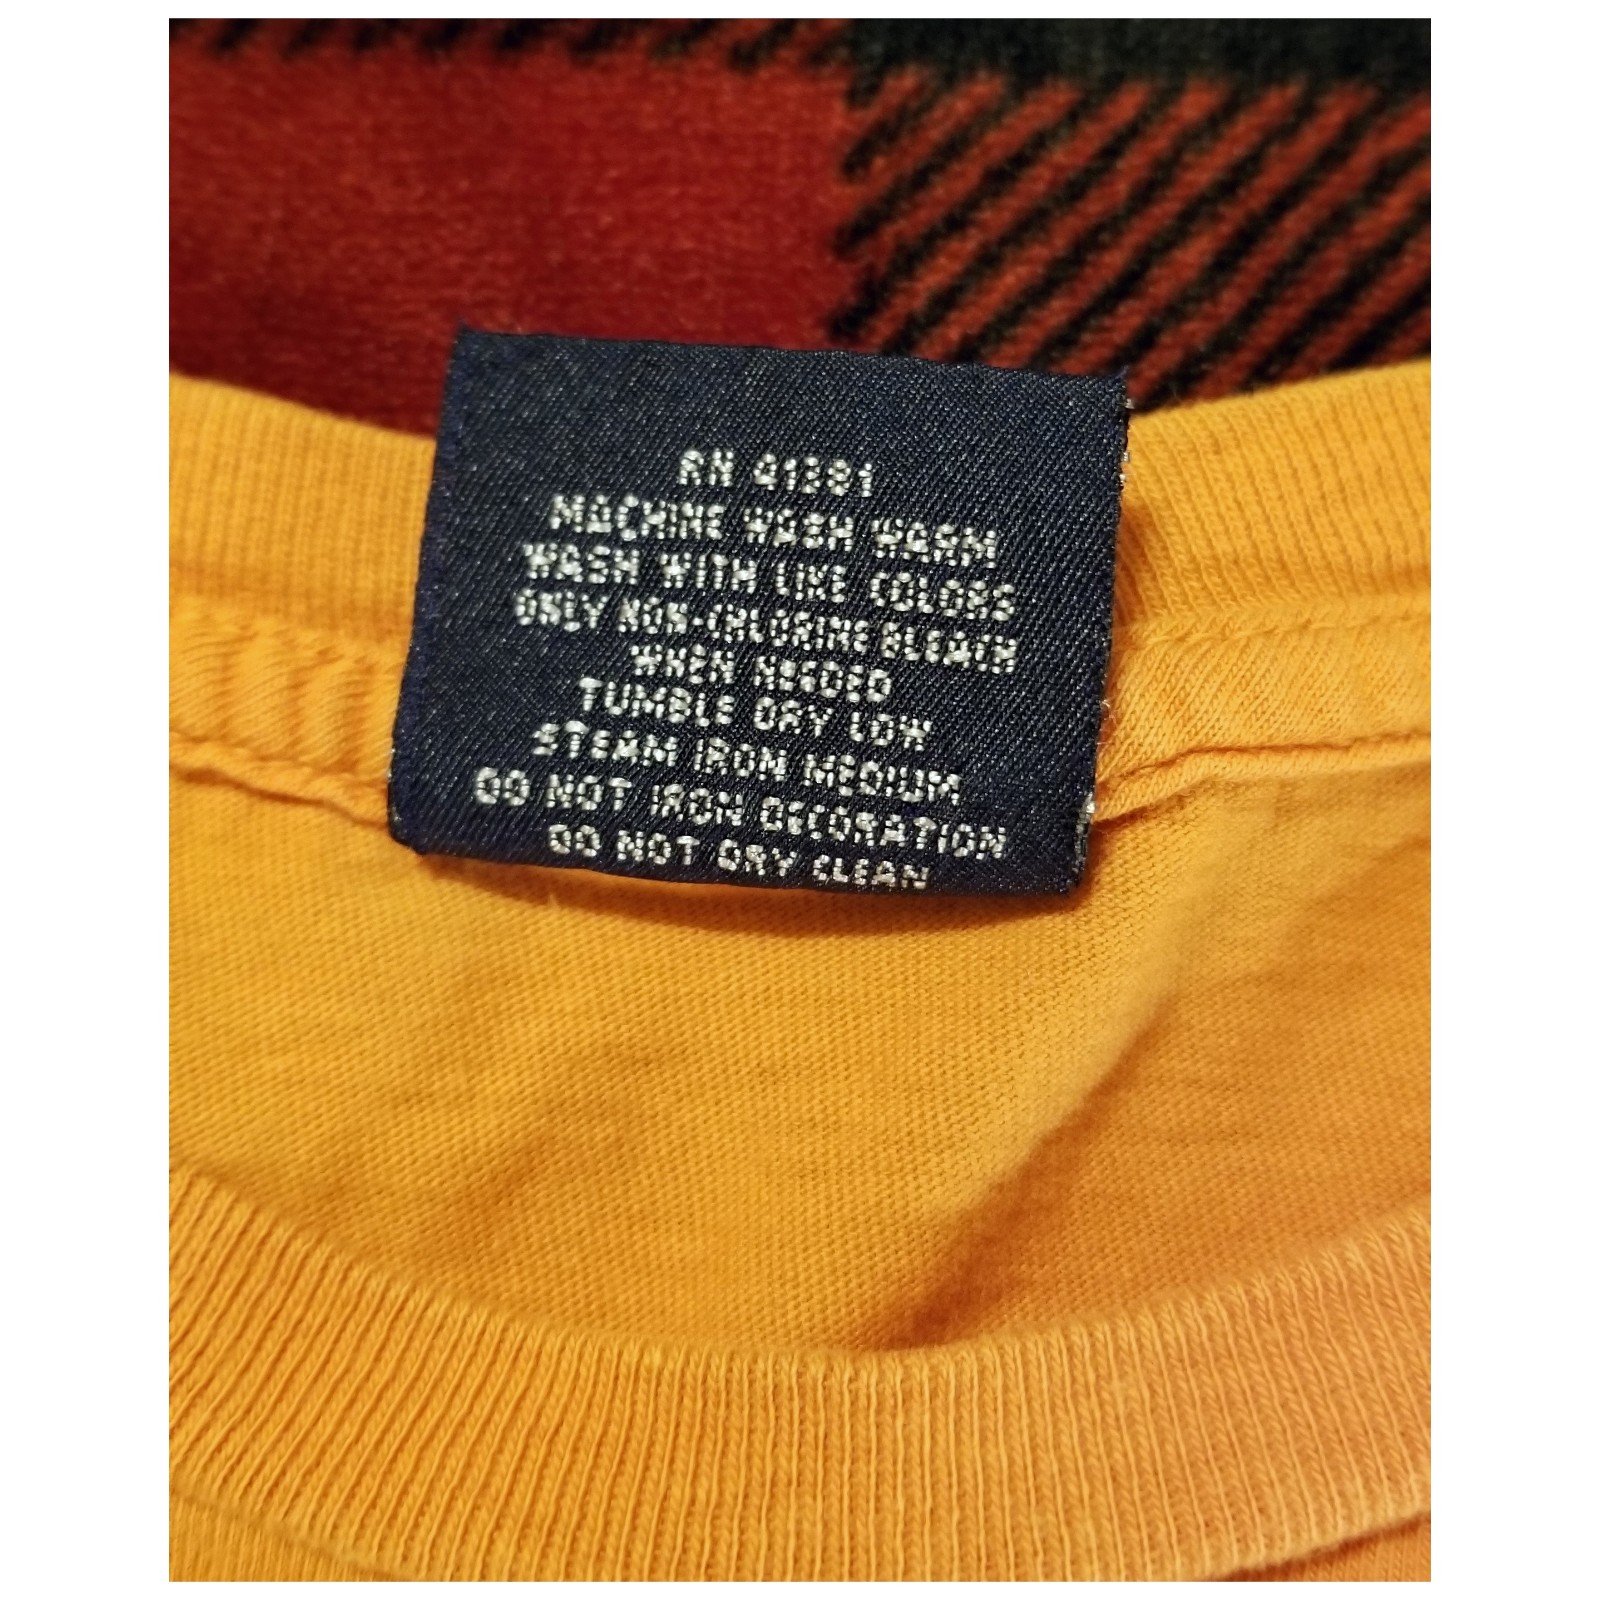 RN 41381
MACHINE WASH WARM
WASH WITH LIKE COLORS
ONLY NON-CHLORINE BLEACH
WHEN NEEDED
TUMBLE DRY LOW
STEAM IRON MEDIUM
DO NOT IRON DECORATION
DO NOT DRY CLEAN